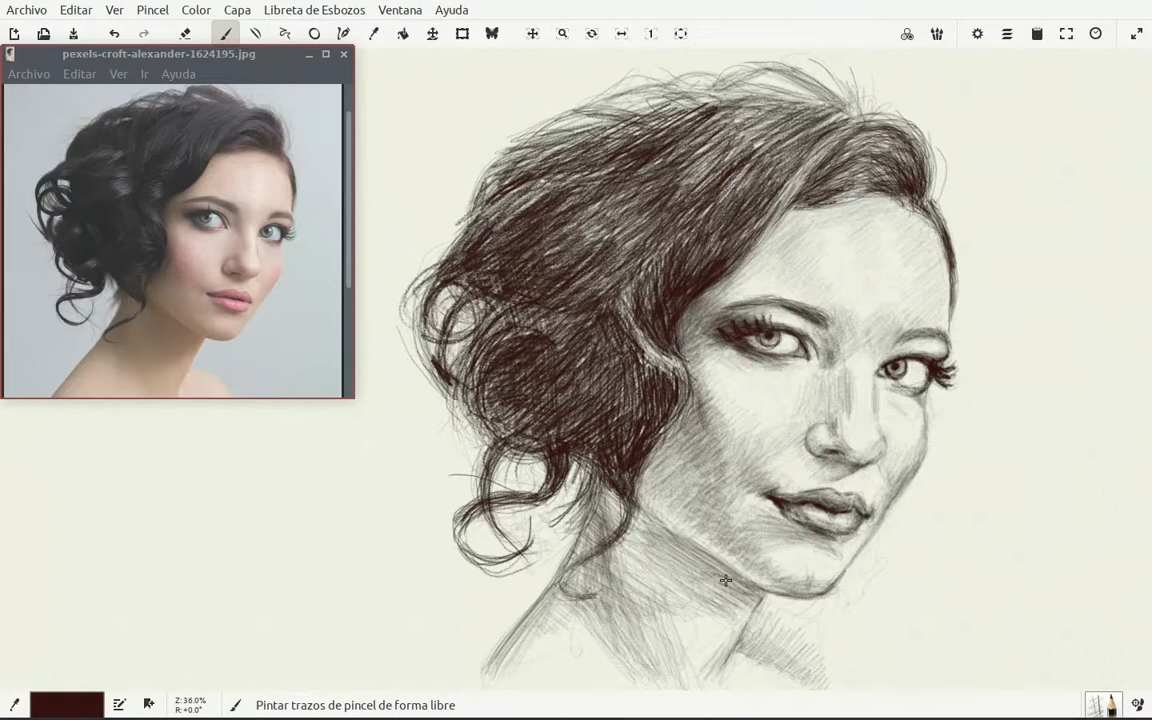 Archivo Editar Ver Pincel Color Capa Libreta de Esbozos Ventana Ayuda
pexels-croft-alexander-1624195.jpg
Archivo Editar Ver Ir Ayuda
Z: 36.0%
R: +0.0°
Pintar trazos de pincel de forma libre